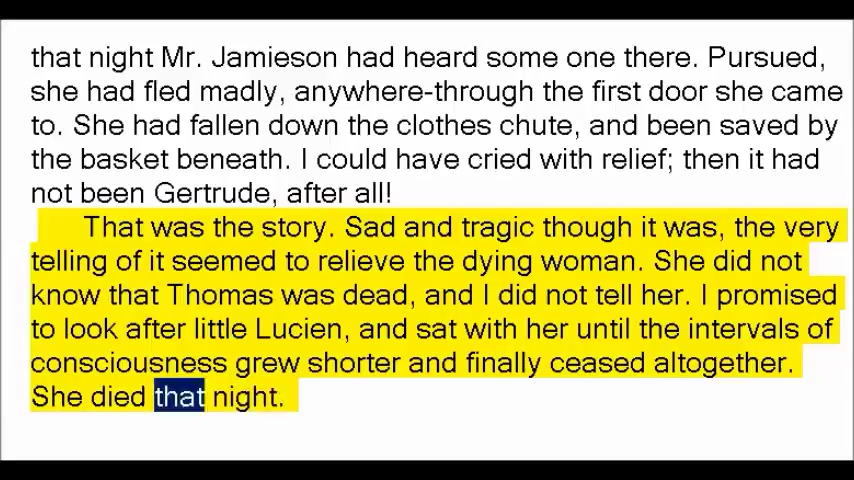 that night Mr. Jamieson had heard some one there. Pursued,
she had fled madly, anywhere-through the first door she came
to. She had fallen down the clothes chute, and been saved by
the basket beneath. I could have cried with relief; then it had
not been Gertrude, after all!
That was the story. Sad and tragic though it was, the very
telling of it seemed to relieve the dying woman. She did not
know that Thomas was dead, and I did not tell her. I promised
to look after little Lucien, and sat with her until the intervals of
consciousness grew shorter and finally ceased altogether.
She died that night.